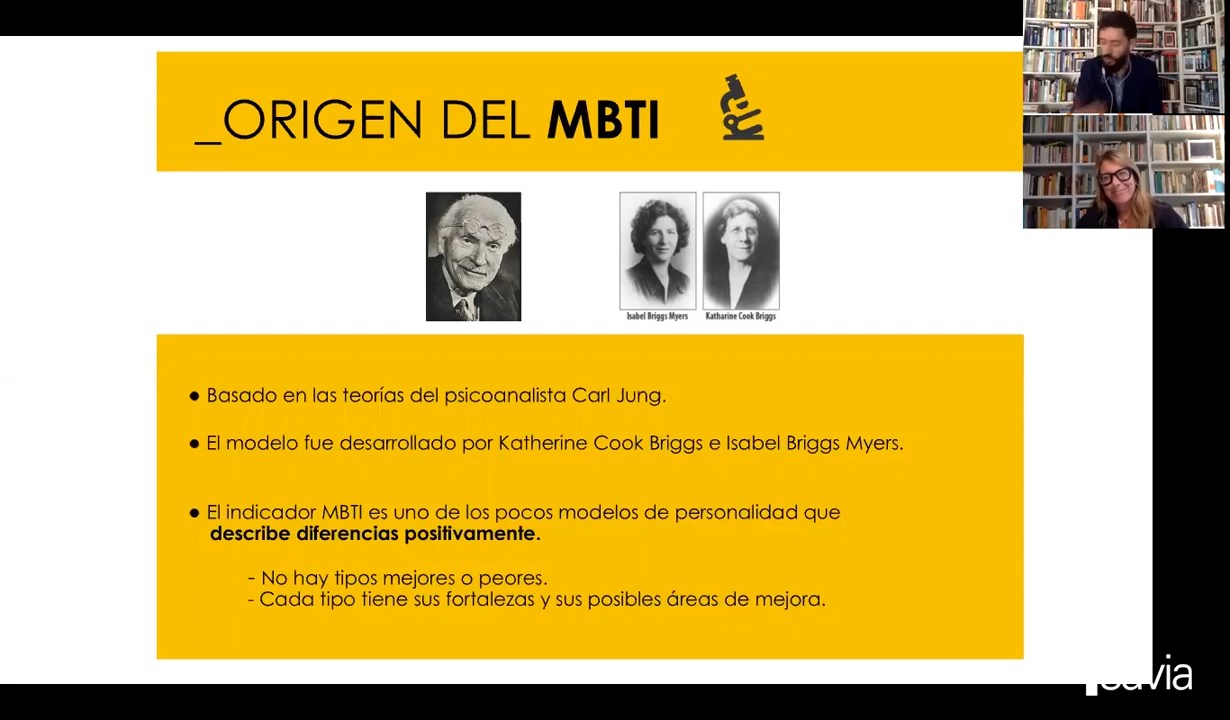 _ORIGEN DEL MBTI
Isabel Briggs Myers
Katharine Cook Briggs
● Basado en las teorías del psicoanalista Carl Jung.
● El modelo fue desarrollado por Katherine Cook Briggs e Isabel Briggs Myers.
● El indicador MBTI es uno de los pocos modelos de personalidad que
describe diferencias positivamente.
- No hay tipos mejores o peores.
- Cada tipo tiene sus fortalezas y sus posibles áreas de mejora.